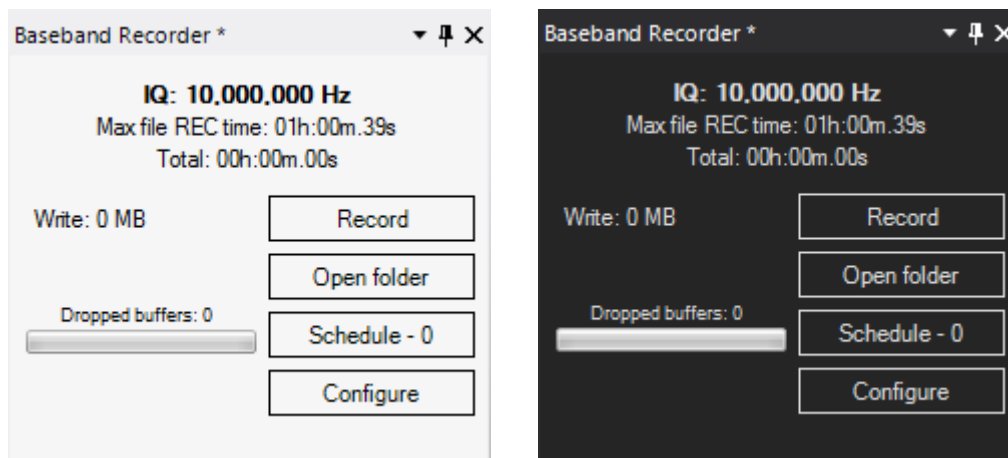 Baseband Recorder *
IQ: 10,000,000 Hz
Max file REC time: 01h:00m.39s
Total: 00h:00m.00s
Write: 0 MB
Record
Open folder
Dropped buffers: 0
Schedule - 0
Configure
Baseband Recorder *
IQ: 10,000,000 Hz
Max file REC time: 01h:00m.39s
Total: 00h:00m.00s
Write: 0 MB
Record
Open folder
Dropped buffers: 0
Schedule - 0
Configure